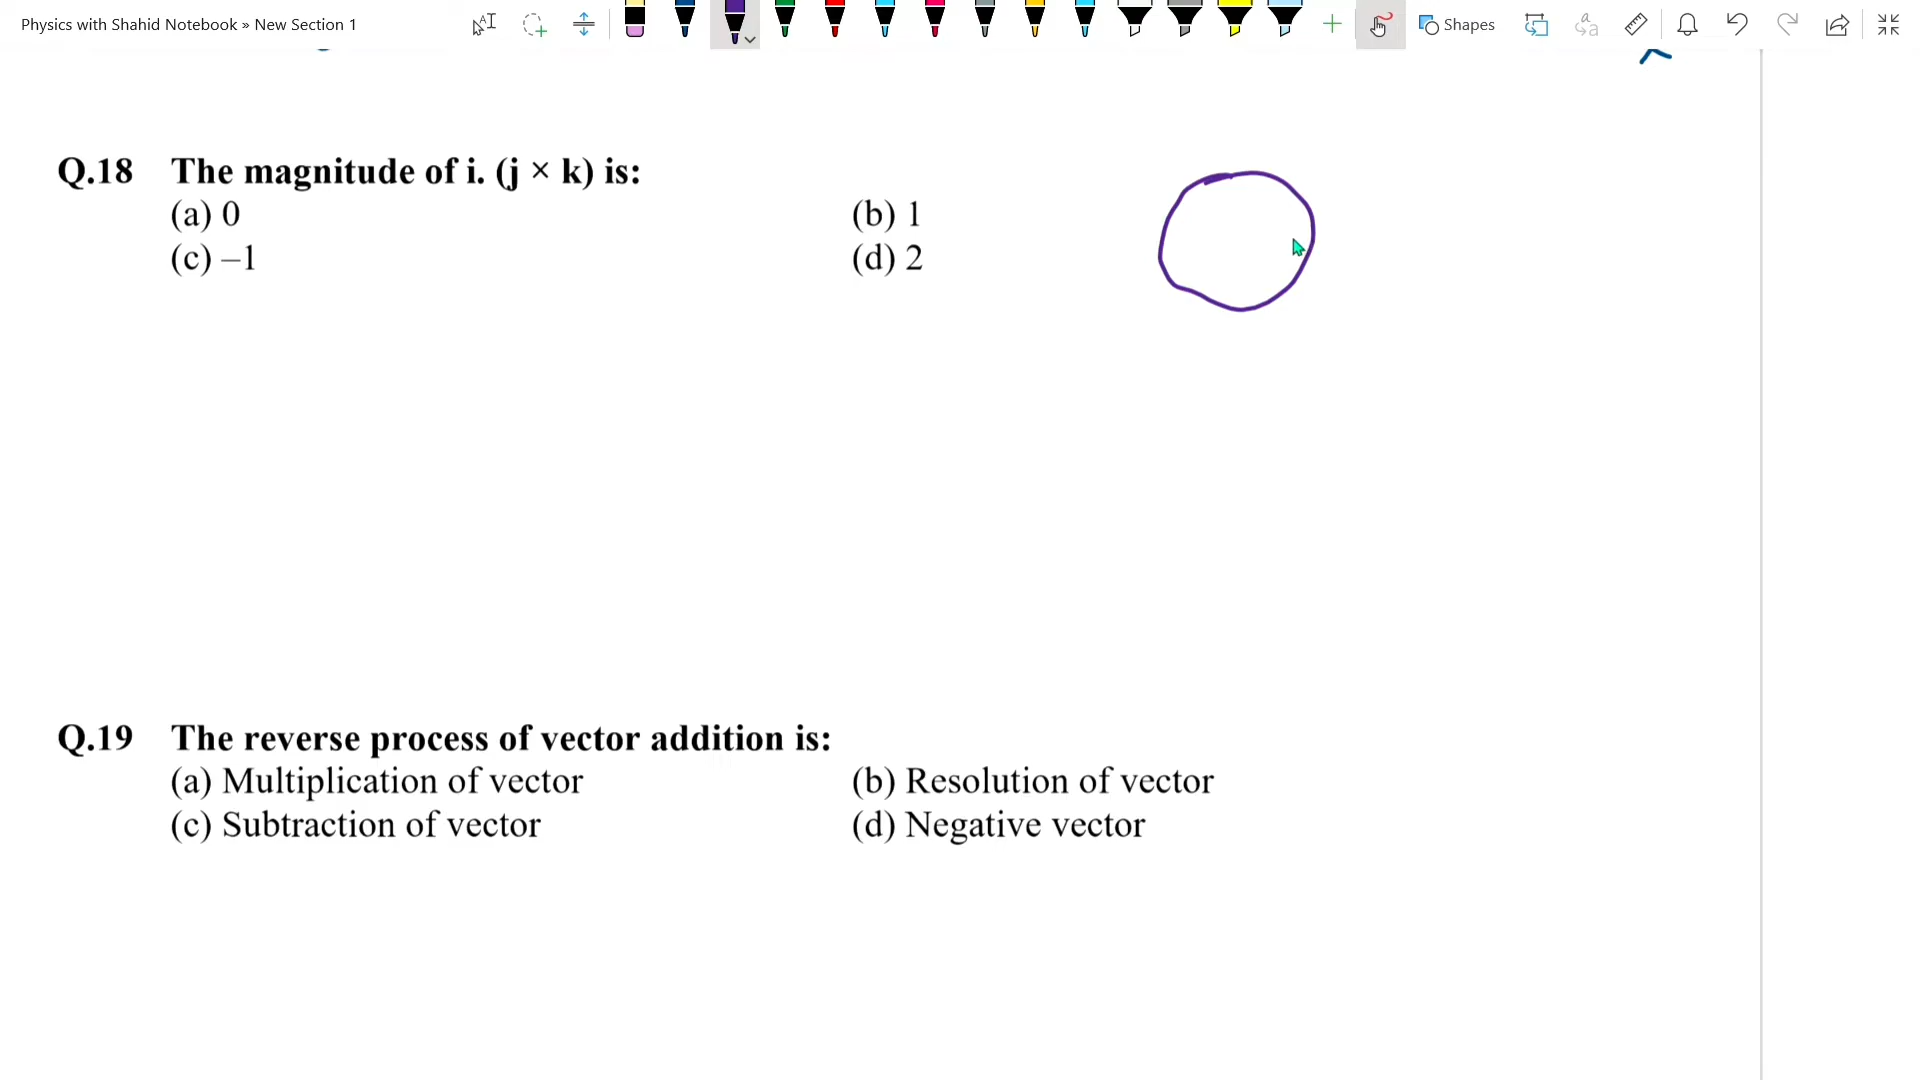 Physics with Shahid Notebook » New Section 1
Shapes
Q.18 The magnitude of i. (j × k) is:
(a) 0 (b) 1
(c) –1 (d) 2
Q.19 The reverse process of vector addition is:
(a) Multiplication of vector (b) Resolution of vector
(c) Subtraction of vector (d) Negative vector